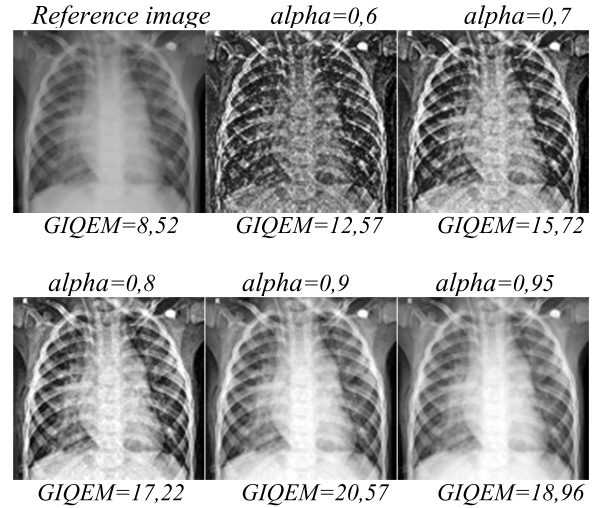 Reference image alpha=0,6 alpha=0,7
GIQEM=8,52 GIQEM=12,57 GIQEM=15,72
alpha=0,8 alpha=0,9 alpha=0,95
GIQEM=17,22 GIQEM=20,57 GIQEM=18,96